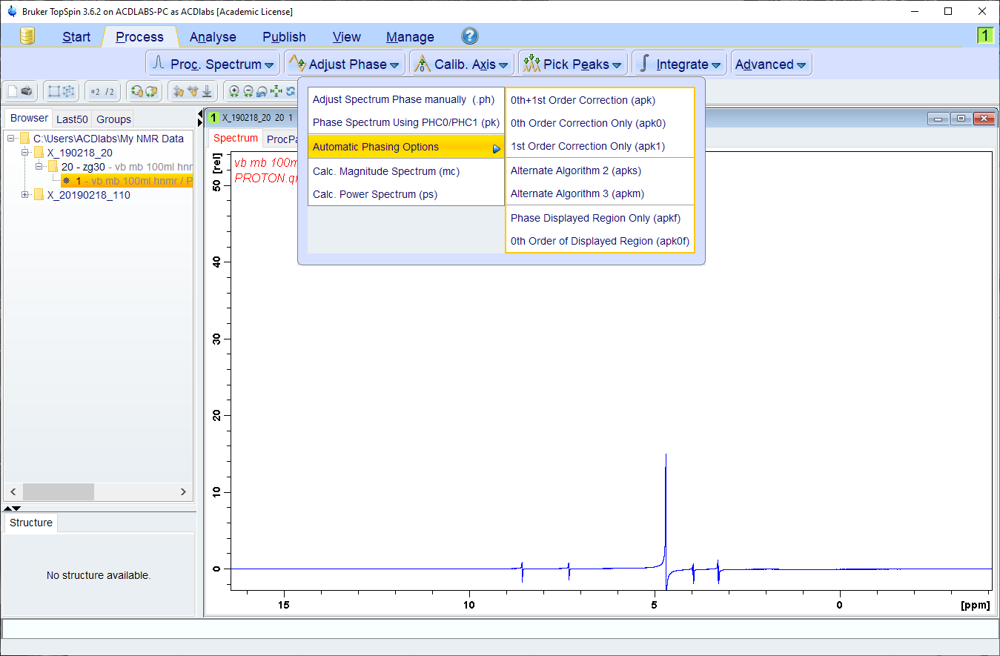 Bruker TopSpin 3.6.2 on ACDLABS-PC as ACDlabs [Academic License]
Start Process Analyse Publish View Manage ? 1
Proc. Spectrum Adjust Phase Calib. Axis Pick Peaks Integrate Advanced
*2 /2
Browser Last50 Groups
C:\Users\ACDlabs\My NMR Data
X_190218_20
20 - zg30 - vb mb 100ml hnr
1 - vb mb 100ml hnmr / P
X_20190218_110
Structure
No structure available.
1 X_190218_20 20 1
Spectrum ProcPa
Adjust Spectrum Phase manually (.ph)
Phase Spectrum Using PHC0/PHC1 (pk)
Automatic Phasing Options
Calc. Magnitude Spectrum (mc)
Calc. Power Spectrum (ps)
0th+1st Order Correction (apk)
0th Order Correction Only (apk0)
1st Order Correction Only (apk1)
Alternate Algorithm 2 (apks)
Alternate Algorithm 3 (apkm)
Phase Displayed Region Only (apkf)
0th Order of Displayed Region (apk0f)
vb mb 100m
PROTON.q
[rel]
50
40
30
20
10
0
15 10 5 0 [ppm]